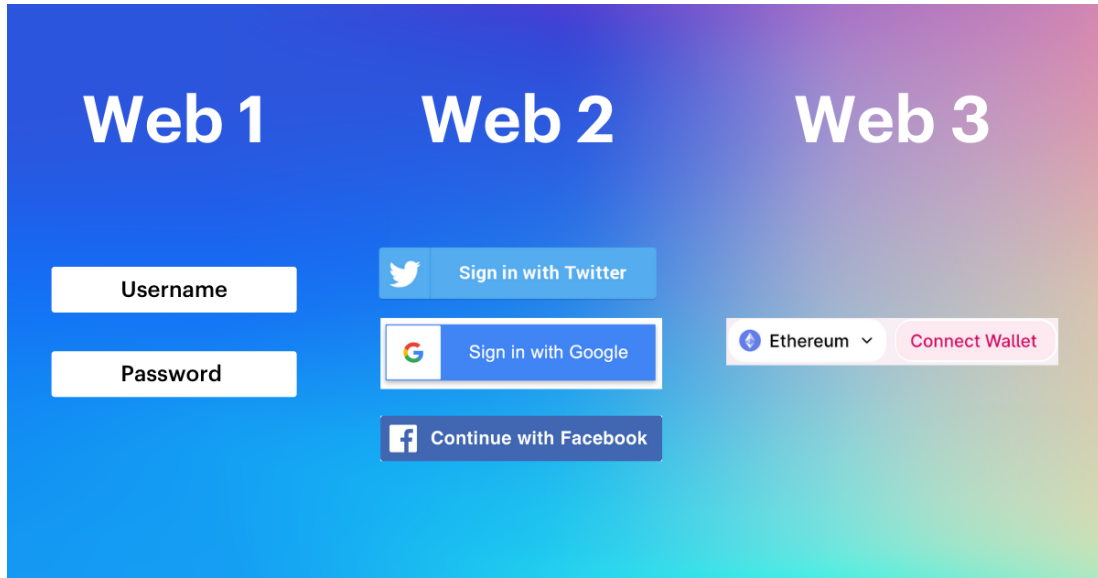 Web 1
Web 2
Web 3
Username
Password
Sign in with Twitter
Sign in with Google
Continue with Facebook
Ethereum
Connect Wallet